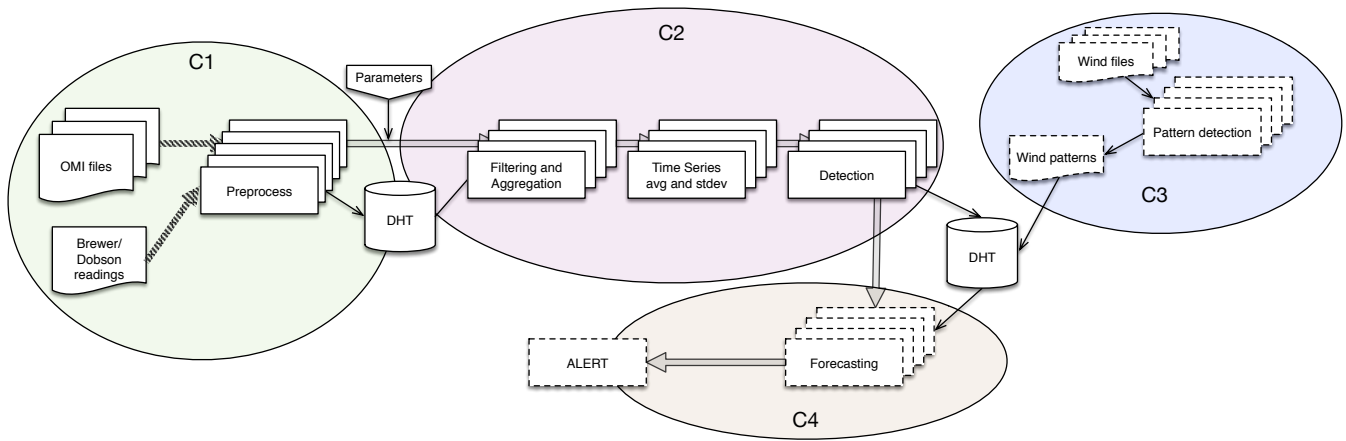 C1
OMI files
Brewer/
Dobson
readings
Preprocess
Parameters
DHT
C2
Filtering and
Aggregation
Time Series
avg and stdev
Detection
DHT
Wind files
Pattern detection
Wind patterns
C3
ALERT
Forecasting
C4